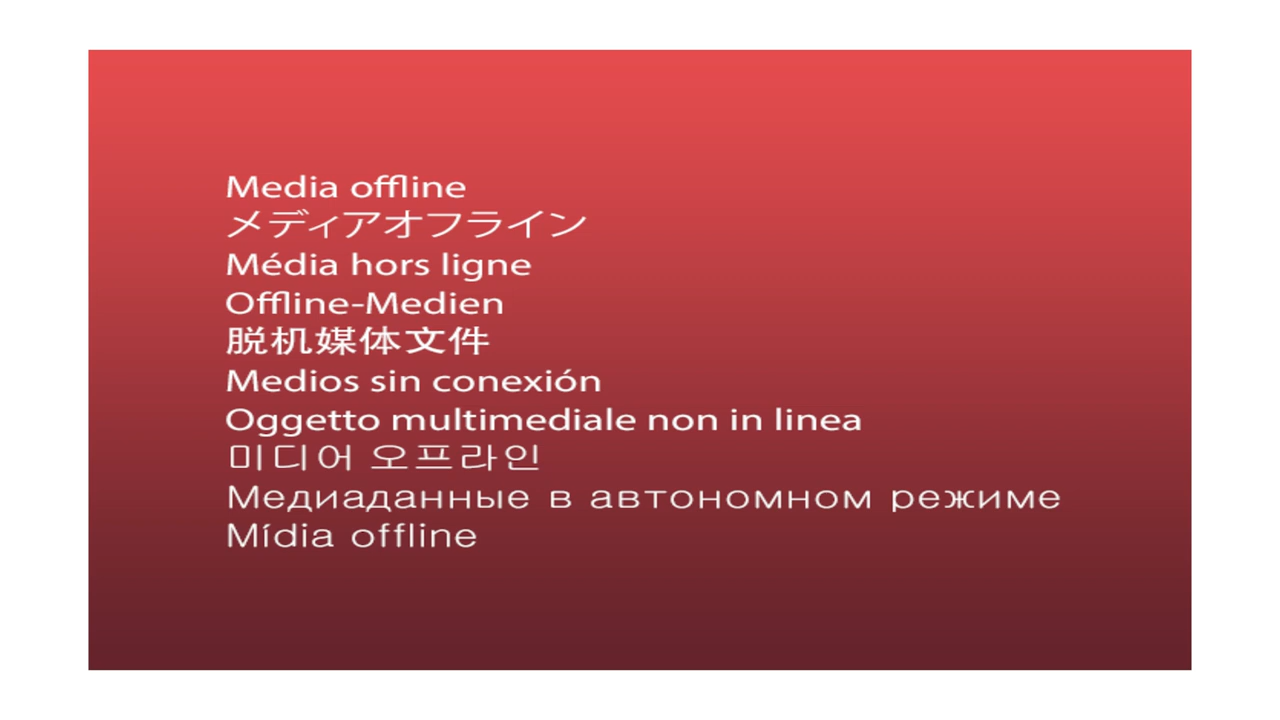 Media offline
メディアオフライン
Média hors ligne
Offline-Medien
脱机媒体文件
Medios sin conexión
Oggetto multimediale non in linea
미디어 오프라인
Медиаданные в автономном режиме
Mídia offline